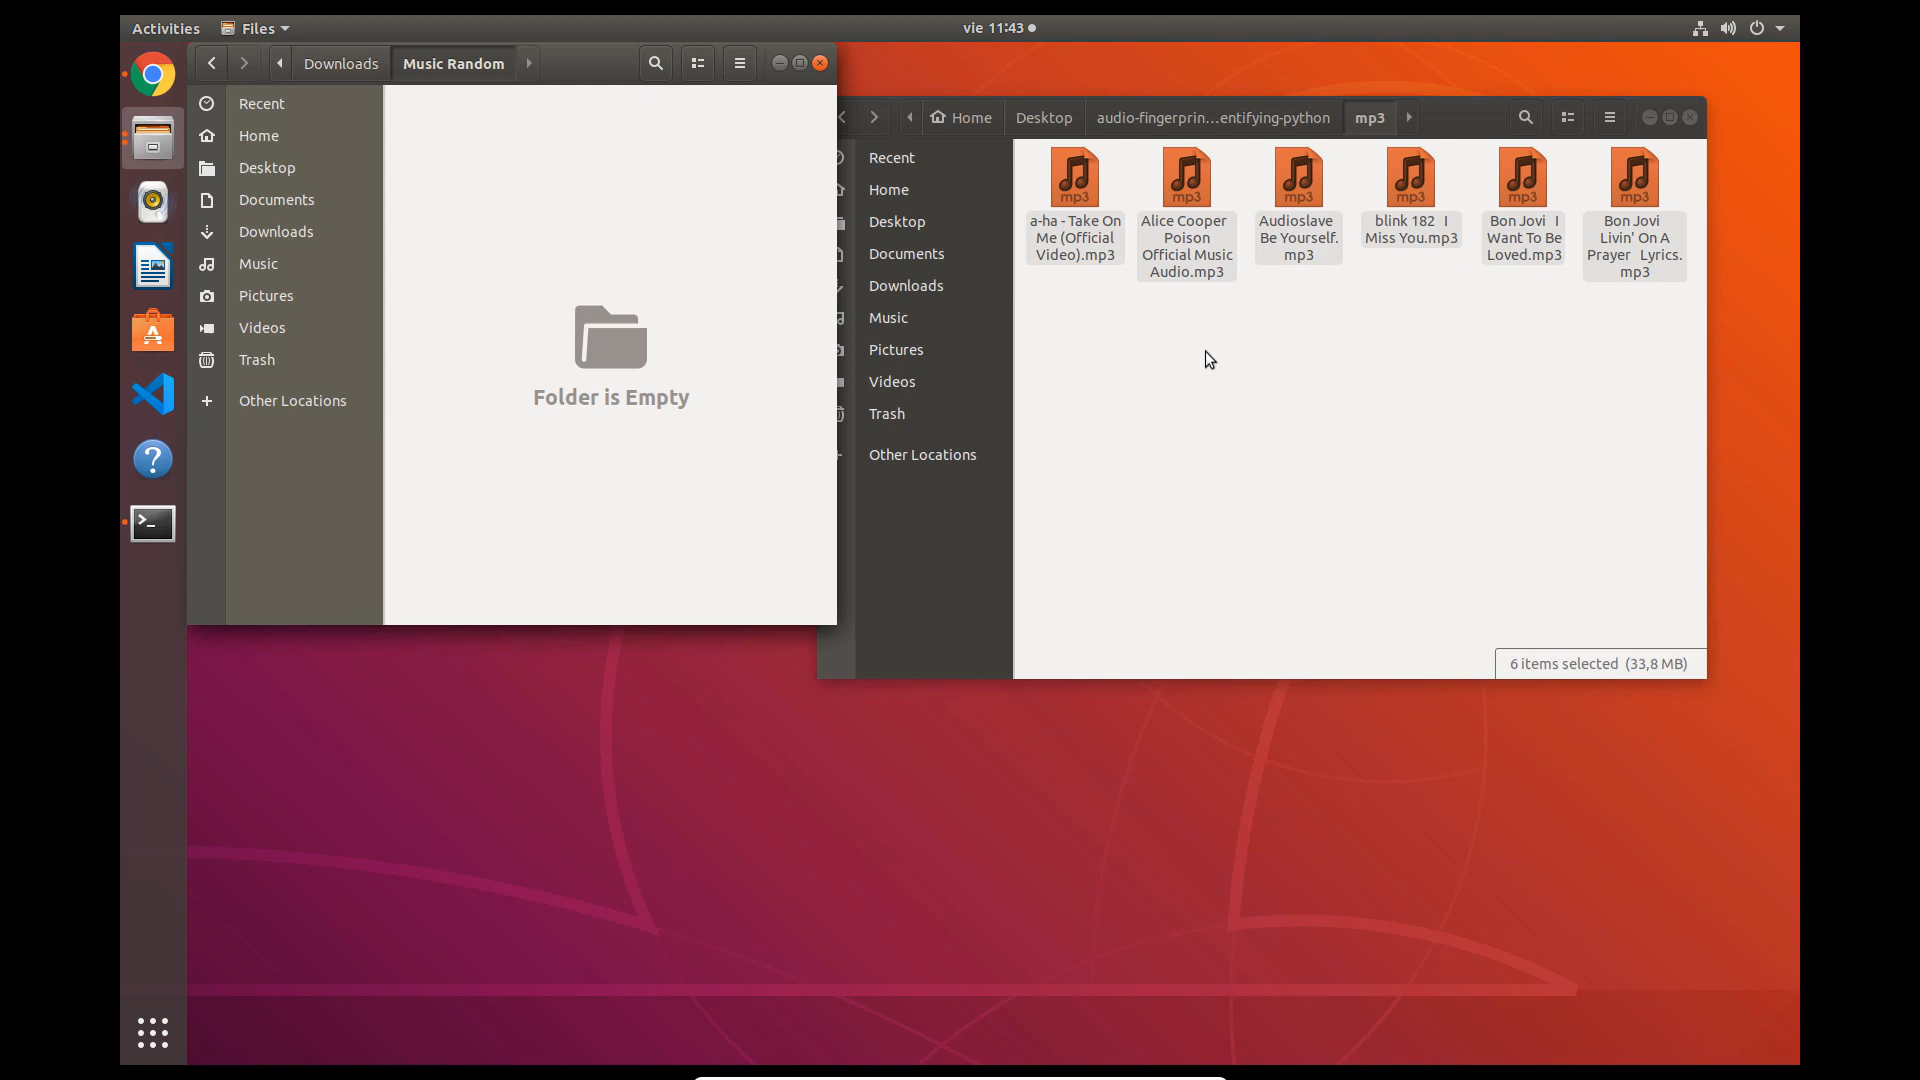 Activities
Files
vie 11:43
Downloads
Music Random
Recent
Home
Desktop
Documents
Downloads
Music
Pictures
Videos
Trash
Other Locations
Folder is Empty
Home
Desktop
audio-fingerprin...entifying-python
mp3
Recent
Home
Desktop
Documents
Downloads
Music
Pictures
Videos
Trash
Other Locations
mp3
mp3
mp3
mp3
mp3
mp3
a-ha - Take On
Me (Official
Video).mp3
Alice Cooper
Poison
Official Music
Audio.mp3
Audioslave
Be Yourself.
mp3
blink 182 I
Miss You.mp3
Bon Jovi I
Want To Be
Loved.mp3
Bon Jovi
Livin' On A
Prayer Lyrics.
mp3
6 items selected (33,8 MB)